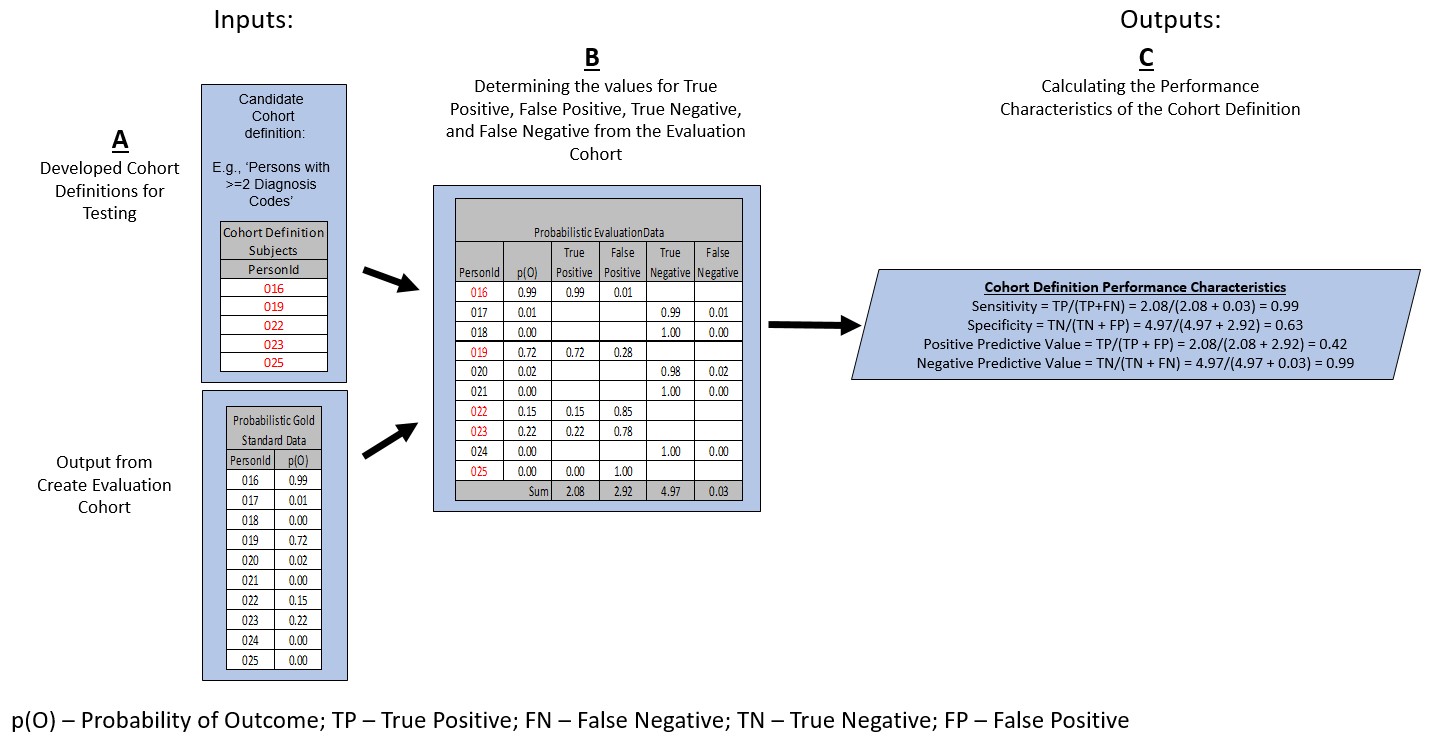 Inputs:
Outputs:
A
Developed Cohort
Definitions for
Testing
Candidate
Cohort
definition:
E.g., ‘Persons with
>=2 Diagnosis
Codes’
Cohort Definition
Subjects
PersonId
016
019
022
023
025
Output from
Create Evaluation
Cohort
Probabilistic Gold
Standard Data
PersonId p(O)
016 0.99
017 0.01
018 0.00
019 0.72
020 0.02
021 0.00
022 0.15
023 0.22
024 0.00
025 0.00
B
Determining the values for True
Positive, False Positive, True Negative,
and False Negative from the Evaluation
Cohort
Probabilistic EvaluationData
True False True False
PersonId p(O) Positive Positive Negative Negative
016 0.99 0.99 0.01
017 0.01 0.99 0.01
018 0.00 1.00 0.00
019 0.72 0.72 0.28
020 0.02 0.98 0.02
021 0.00 1.00 0.00
022 0.15 0.15 0.85
023 0.22 0.22 0.78
024 0.00 1.00 0.00
025 0.00 0.00 1.00
Sum 2.08 2.92 4.97 0.03
C
Calculating the Performance
Characteristics of the Cohort Definition
Cohort Definition Performance Characteristics
Sensitivity = TP/(TP+FN) = 2.08/(2.08 + 0.03) = 0.99
Specificity = TN/(TN + FP) = 4.97/(4.97 + 2.92) = 0.63
Positive Predictive Value = TP/(TP + FP) = 2.08/(2.08 + 2.92) = 0.42
Negative Predictive Value = TN/(TN + FN) = 4.97/(4.97 + 0.03) = 0.99
p(O) – Probability of Outcome; TP – True Positive; FN – False Negative; TN – True Negative; FP – False Positive